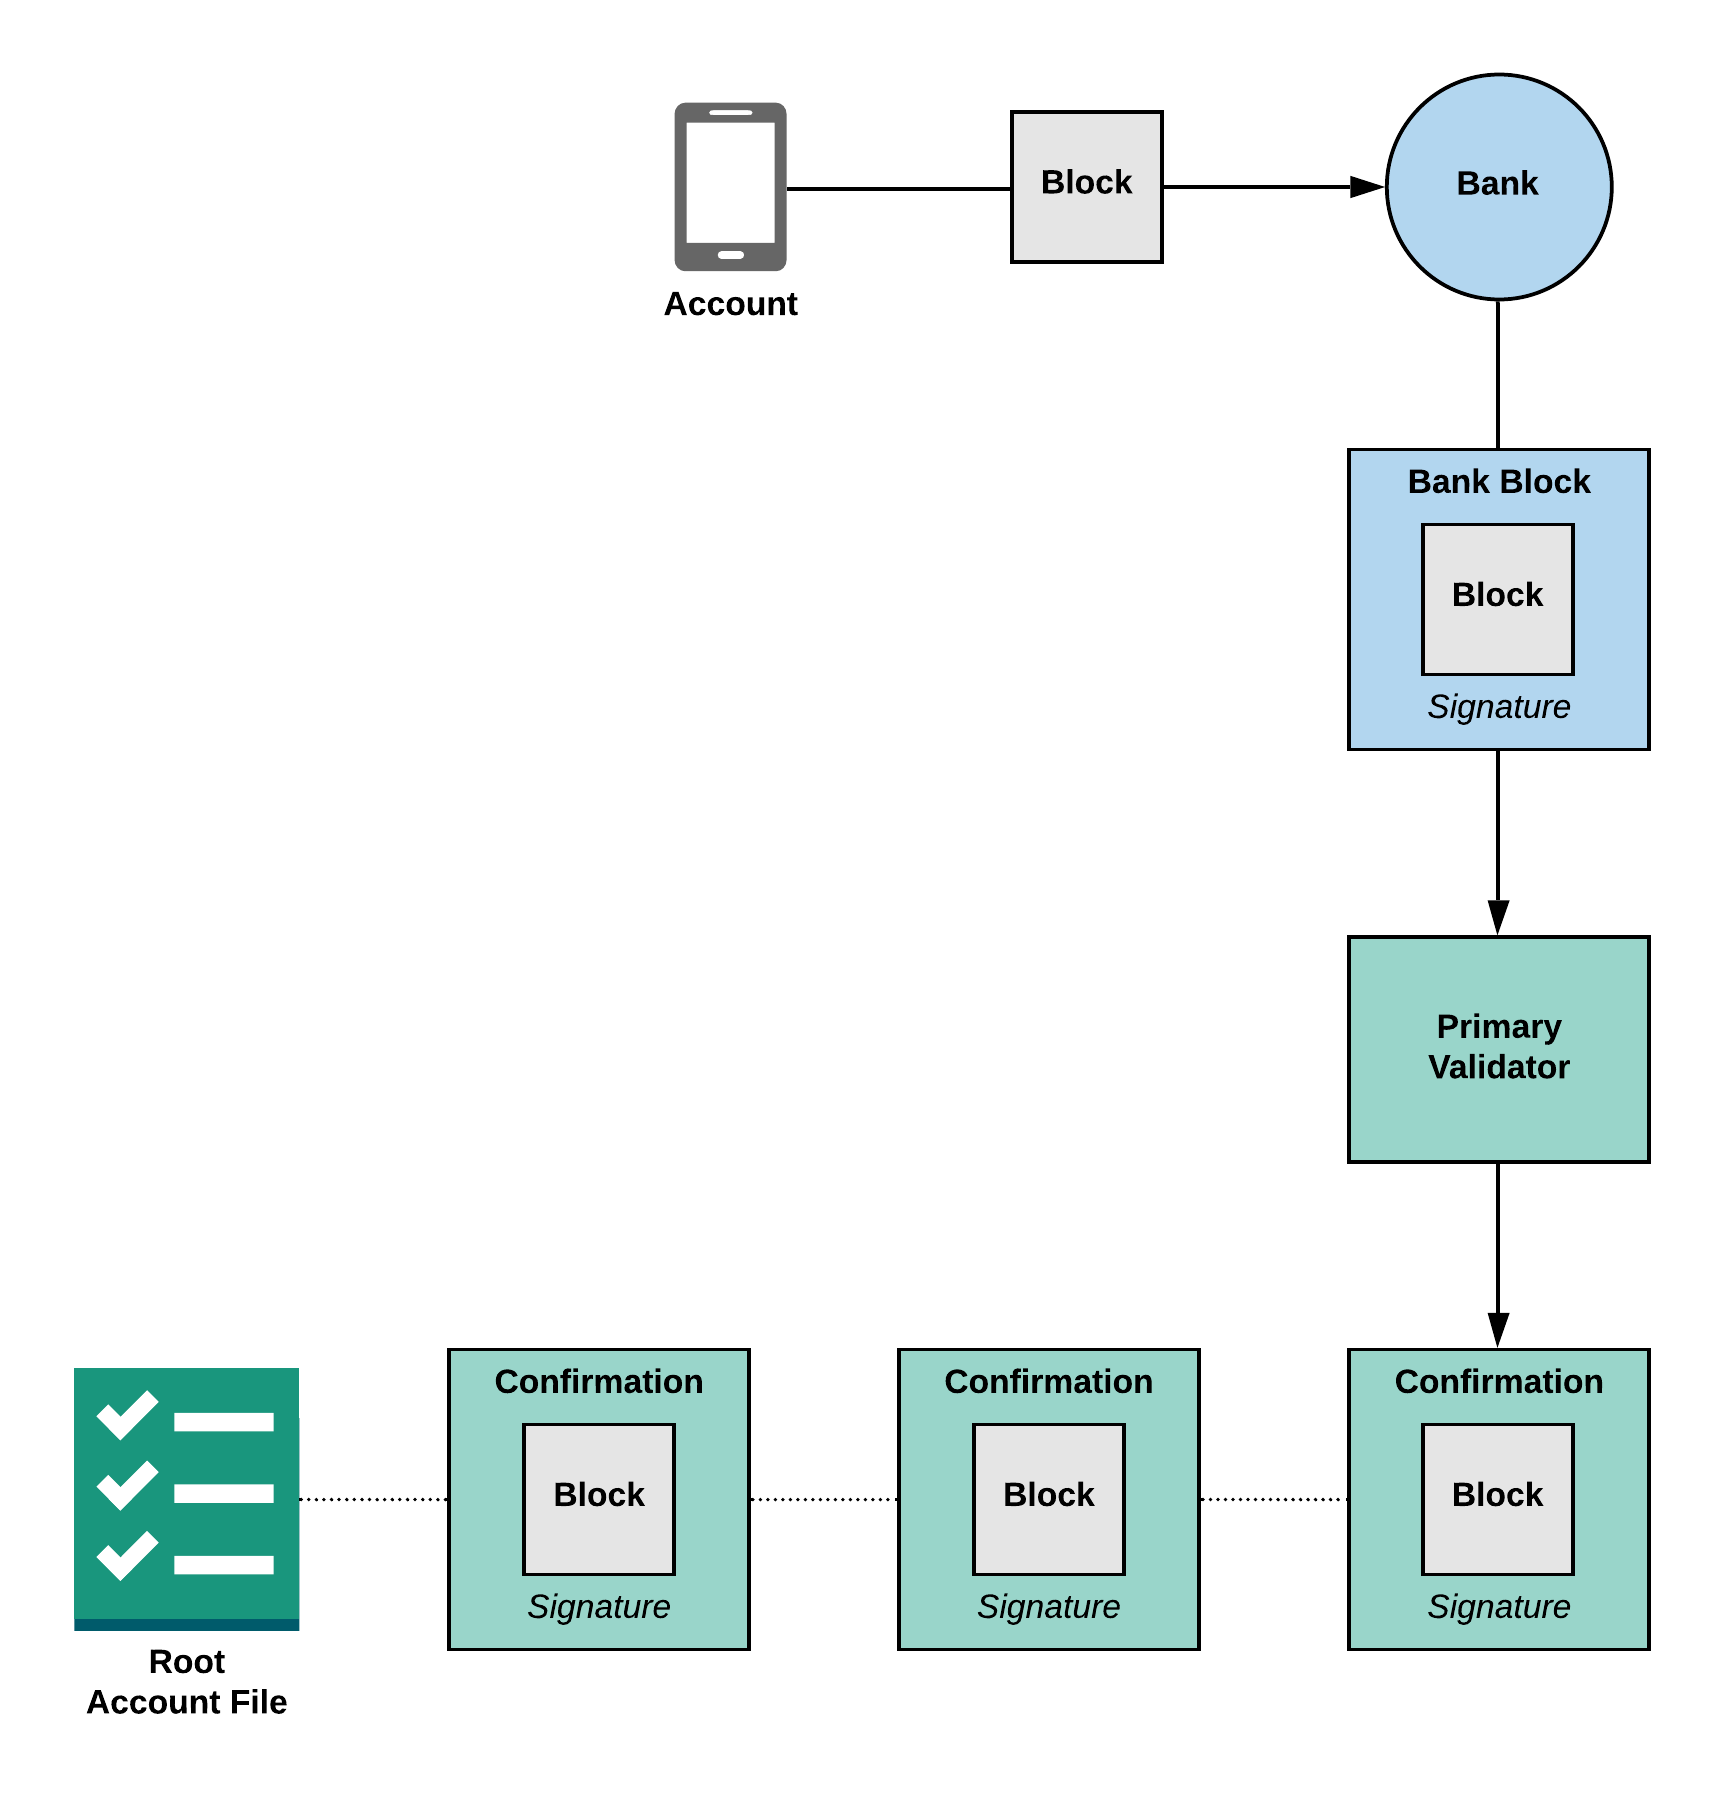 Block
Bank
Account
Bank Block
Block
Signature
Primary
Validator
Confirmation
Block
Signature
Confirmation
Block
Signature
Confirmation
Block
Signature
Root
Account File